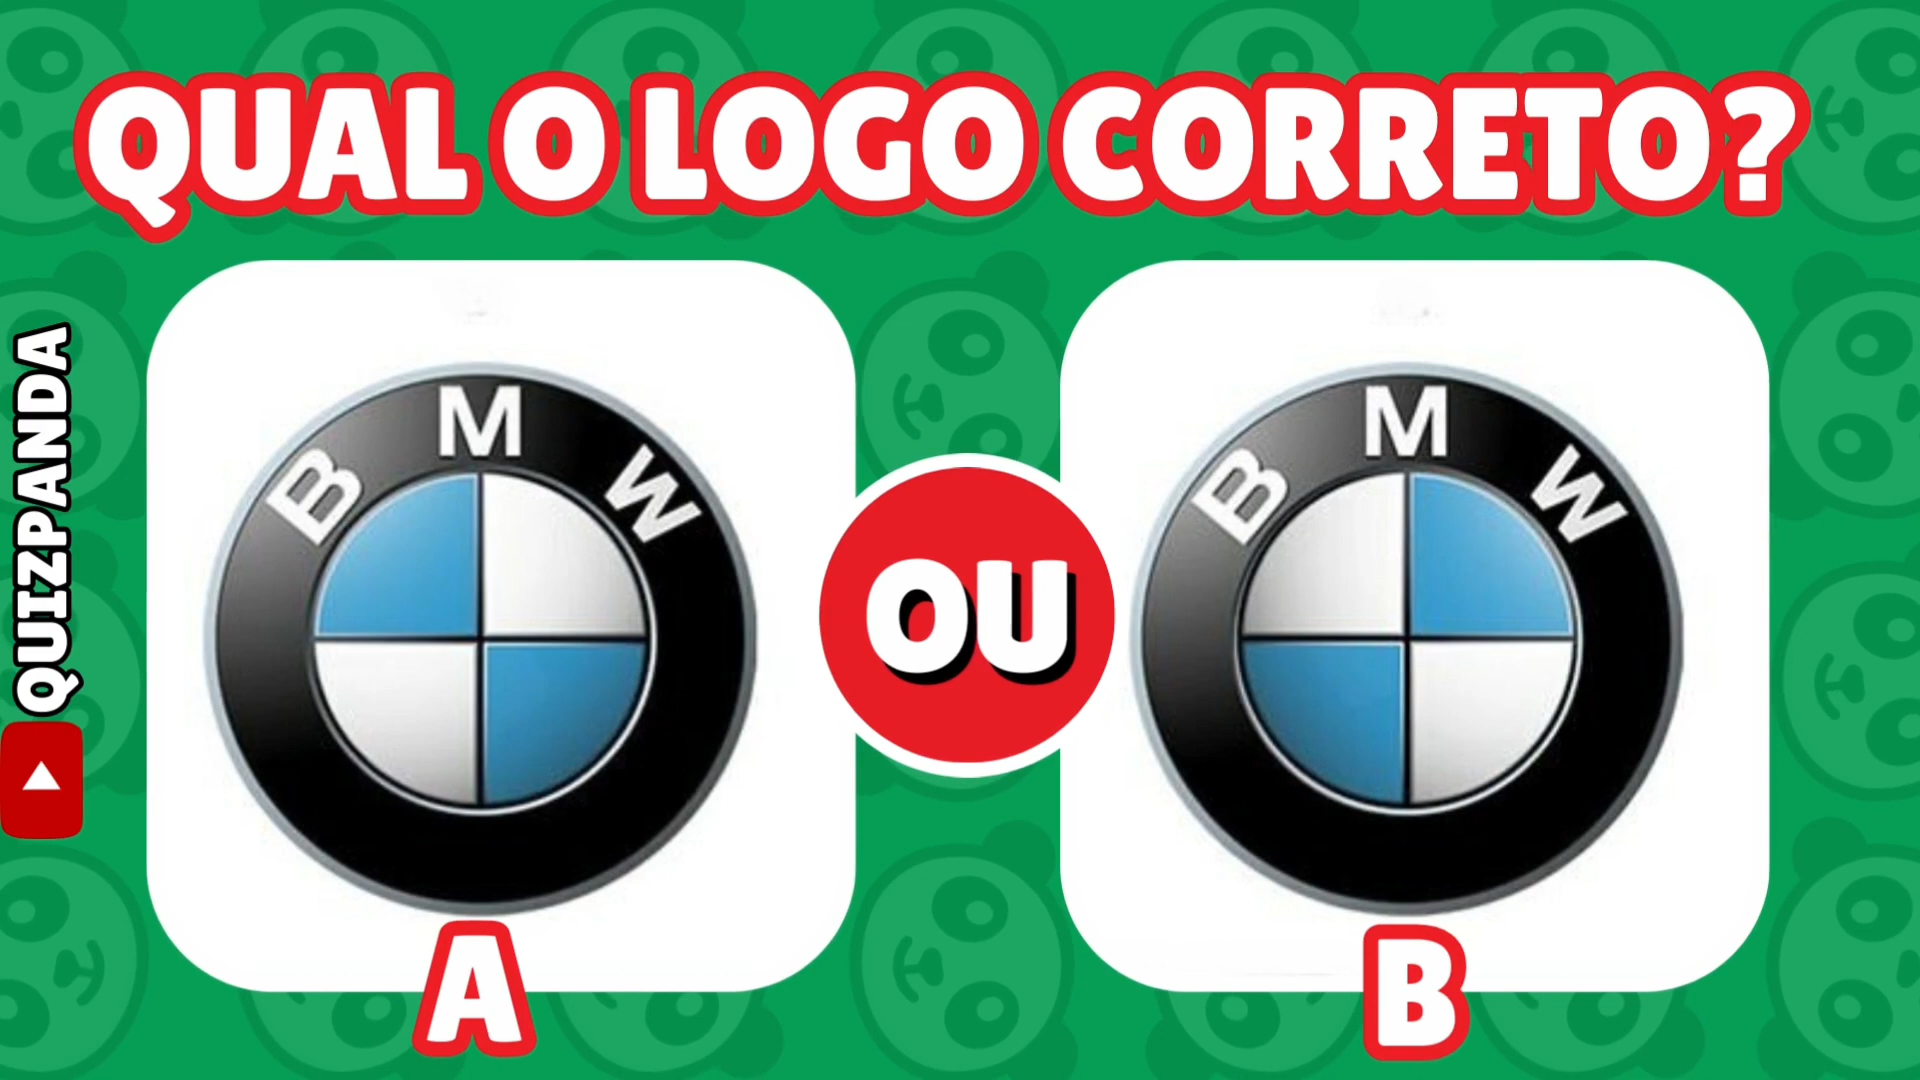 QUAL O LOGO CORRETO?
QUIZPANDA
B M W
OU
B M W
A
B